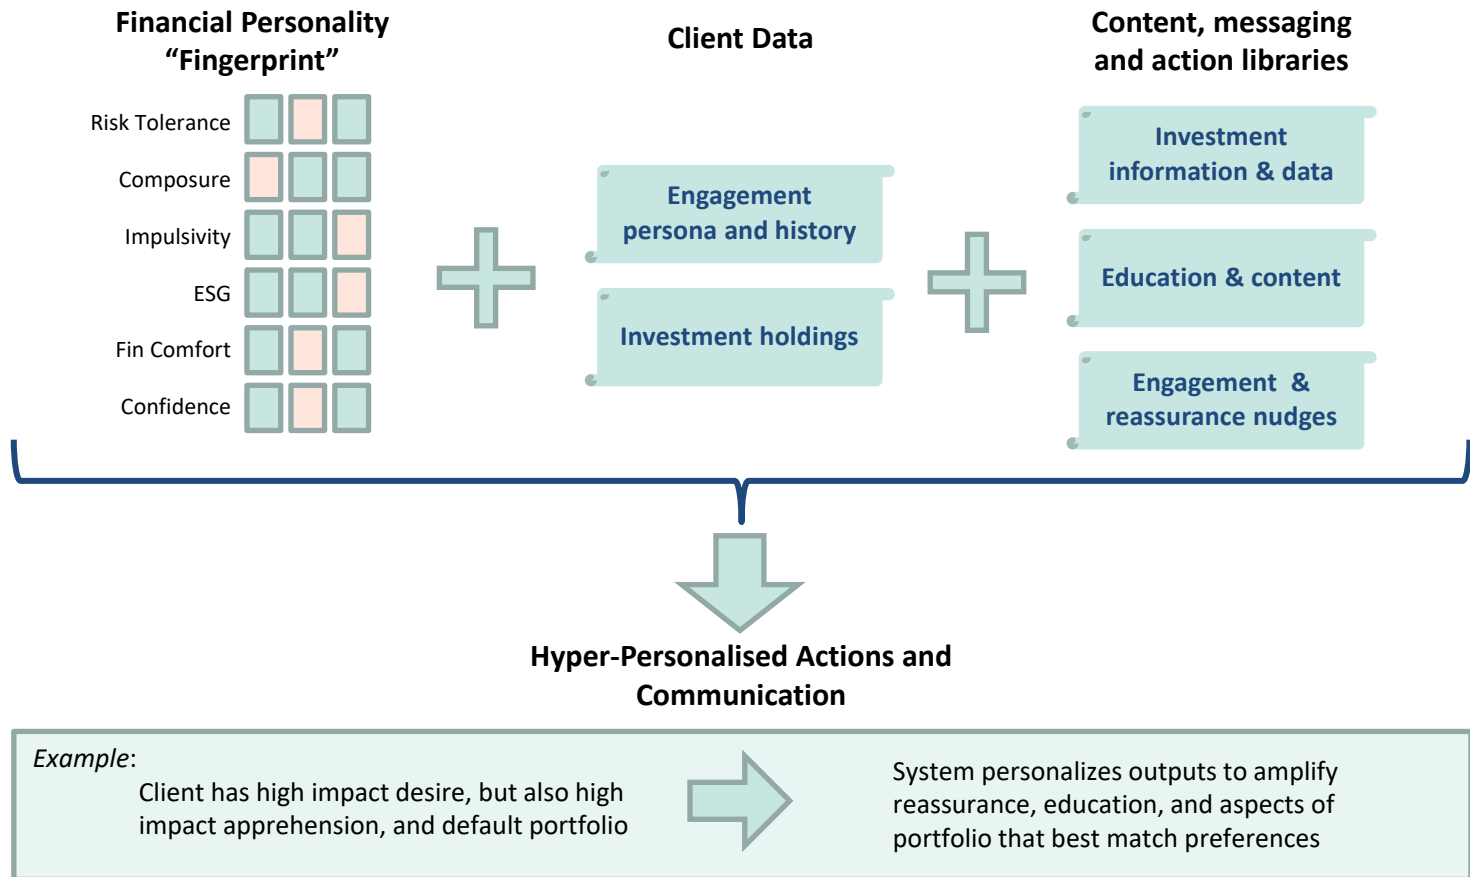 Financial Personality
“Fingerprint”
Risk Tolerance
Composure
Impulsivity
ESG
Fin Comfort
Confidence
Client Data
Engagement
persona and history
Investment holdings
Content, messaging
and action libraries
Investment
information & data
Education & content
Engagement &
reassurance nudges
Hyper-Personalised Actions and
Communication
Example:
Client has high impact desire, but also high
impact apprehension, and default portfolio
System personalizes outputs to amplify
reassurance, education, and aspects of
portfolio that best match preferences